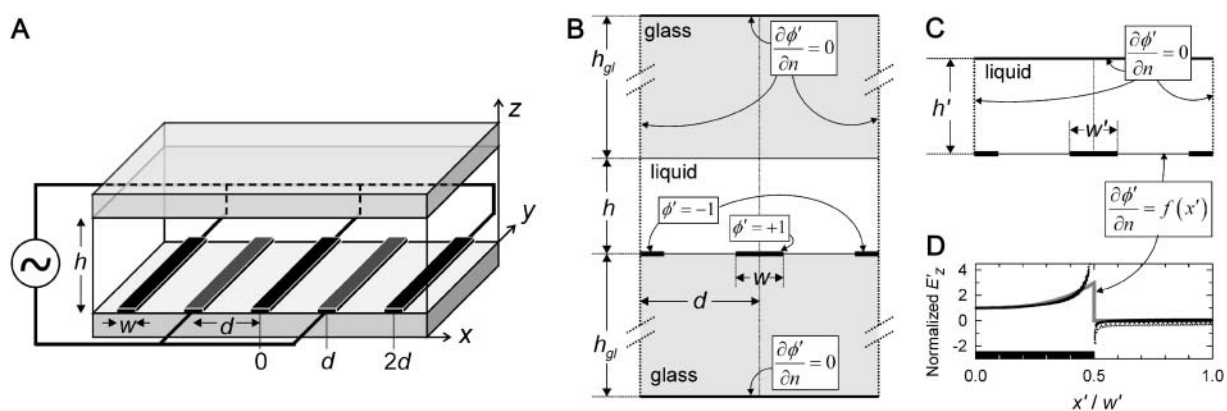 A
h
w
d
0
d
2d
x
y
z
B
glass
∂ϕ′/∂n = 0
h_gl
liquid
h
ϕ′ = −1
ϕ′ = +1
w
d
h_gl
∂ϕ′/∂n = 0
glass
C
∂ϕ′/∂n = 0
liquid
h′
w′
∂ϕ′/∂n = f(x′)
D
Normalized E′_z
4
2
0
-2
0.0
0.5
1.0
x′ / w′